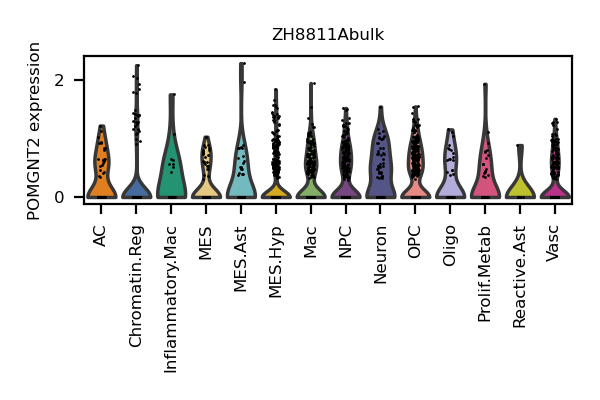 ZH8811Abulk
POMGNT2 expression
2
0
AC
Chromatin.Reg
Inflammatory.Mac
MES
MES.Ast
MES.Hyp
Mac
NPC
Neuron
OPC
Oligo
Prolif.Metab
Reactive.Ast
Vasc